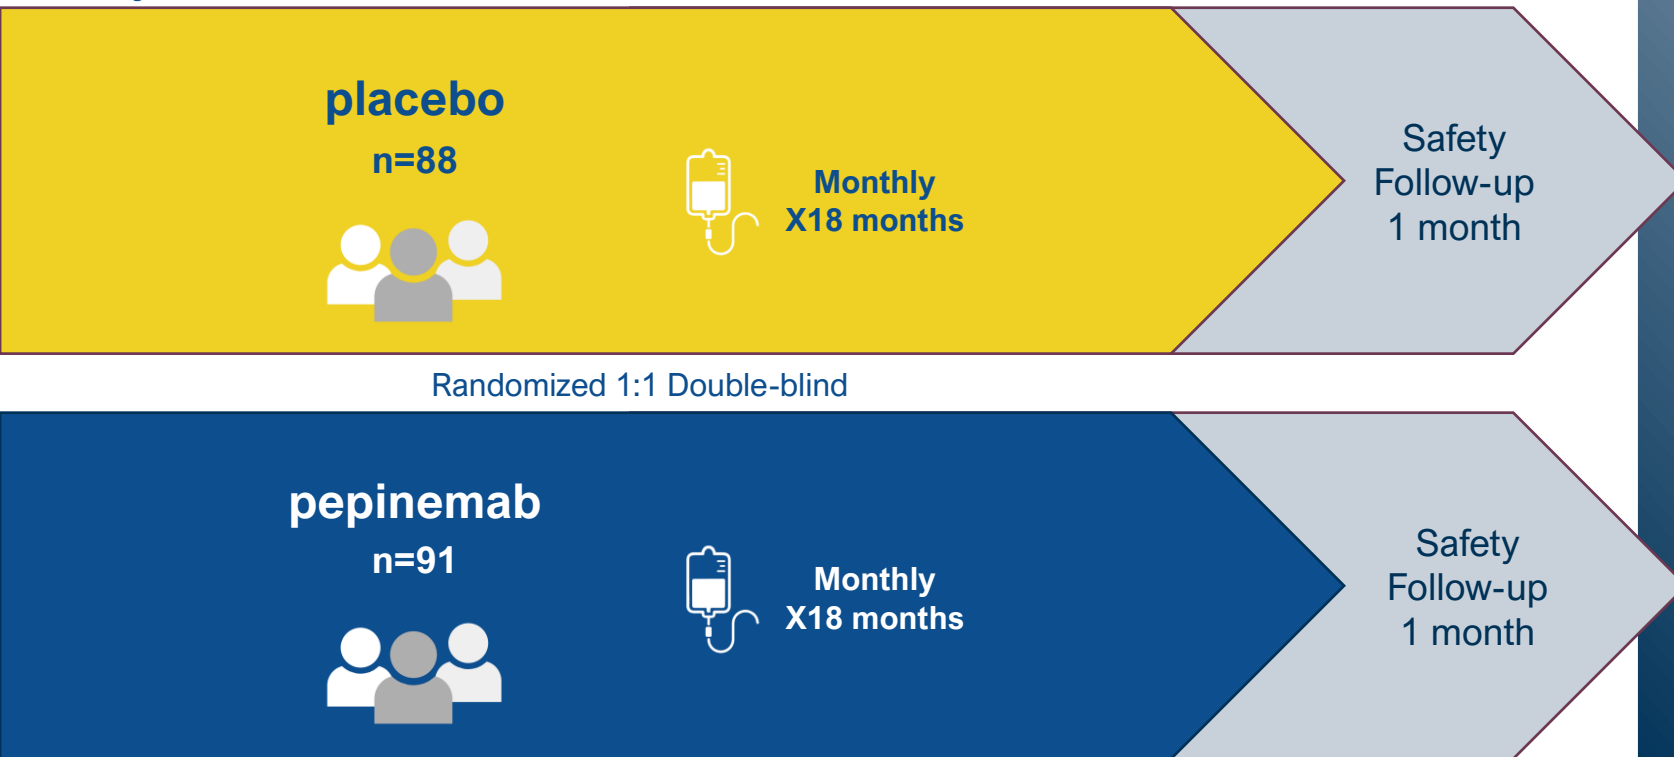 placebo
n=88
Monthly
X18 months
Safety
Follow-up
1 month
Randomized 1:1 Double-blind
pepinemab
n=91
Monthly
X18 months
Safety
Follow-up
1 month